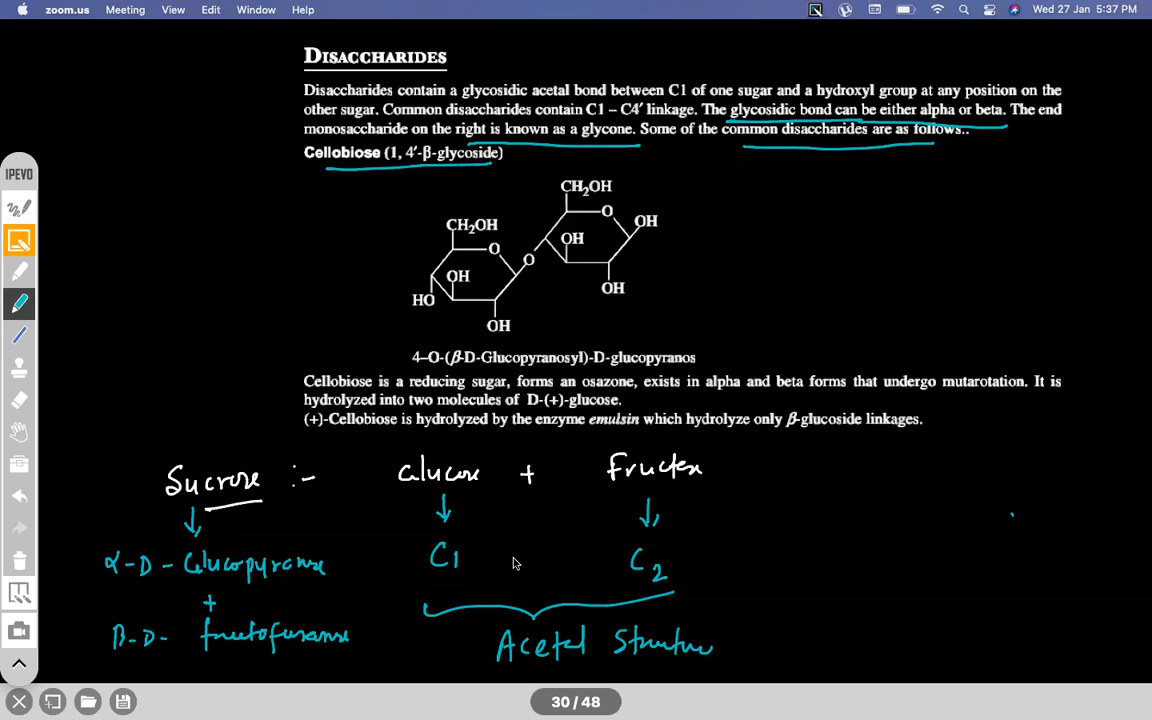 zoom.us Meeting View Edit Window Help Wed 27 Jan 5:37 PM
IPEVO
DISACCHARIDES
Disaccharides contain a glycosidic acetal bond between C1 of one sugar and a hydroxyl group at any position on the
other sugar. Common disaccharides contain C1 – C4′ linkage. The glycosidic bond can be either alpha or beta. The end
monosaccharide on the right is known as a glycone. Some of the common disaccharides are as follows..
Cellobiose (1, 4′-β-glycoside)
CH₂OH
CH₂OH
O
OH
O
OH
O
OH
HO
OH
OH
OH
4–O-(β-D-Glucopyranosyl)-D-glucopyranos
Cellobiose is a reducing sugar, forms an osazone, exists in alpha and beta forms that undergo mutarotation. It is
hydrolyzed into two molecules of D-(+)-glucose.
(+)-Cellobiose is hydrolyzed by the enzyme emulsin which hydrolyze only β-glucoside linkages.
Sucrose :- Glucose + Fructose
↓ ↓ ↓
α-D- Glucopyranose C1 C2
+
β-D- fructofuranose
Acetal Structure
30 / 48